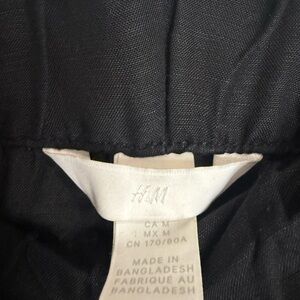 H&M
CA M
MX M
CN 170/80A
MADE IN
BANGLADESH
FABRIQUÉ AU
BANGLADESH